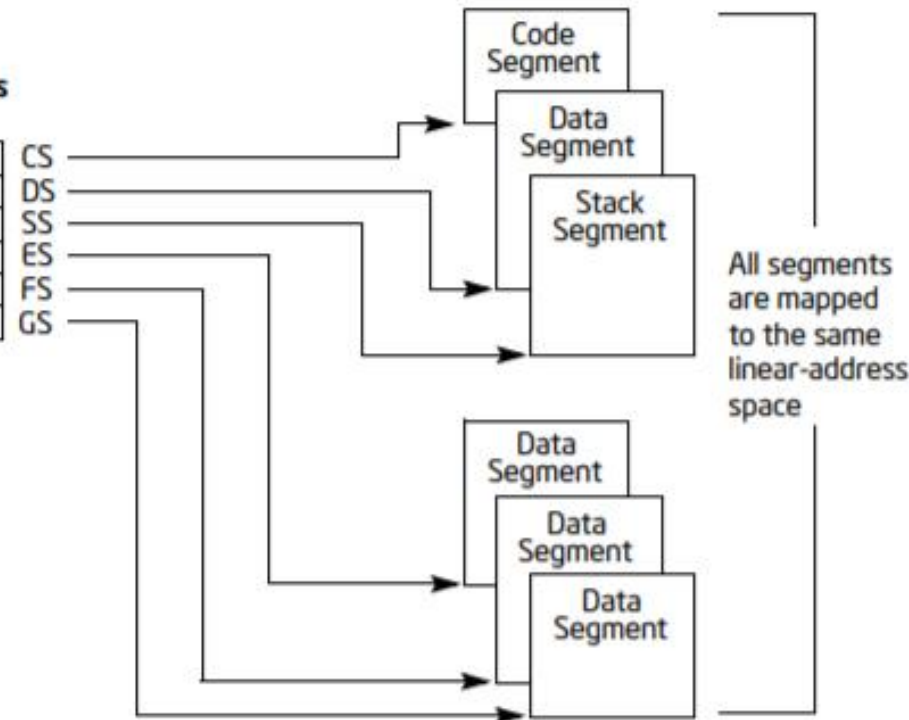 CS
DS
SS
ES
FS
GS
Code
Segment
Data
Segment
Stack
Segment
Data
Segment
Data
Segment
Data
Segment
All segments
are mapped
to the same
linear-address
space